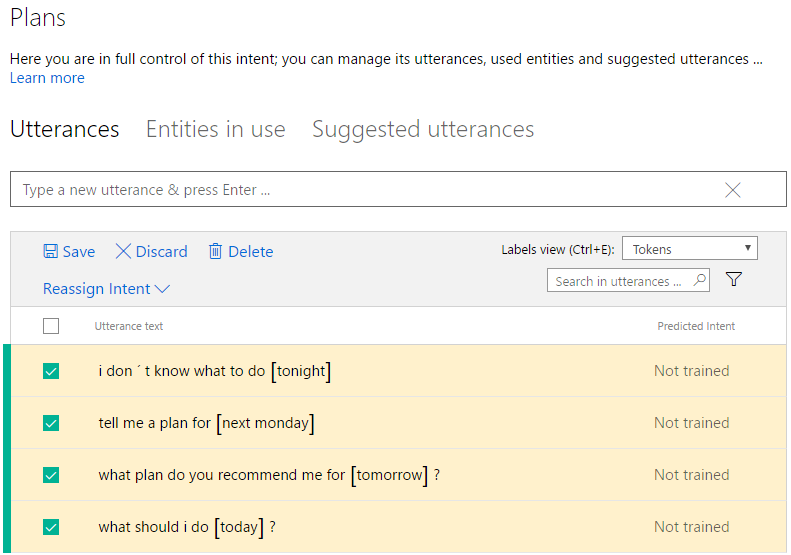 Plans
Here you are in full control of this intent; you can manage its utterances, used entities and suggested utterances ...
Learn more
Utterances Entities in use Suggested utterances
Type a new utterance & press Enter ...
Save Discard Delete Labels view (Ctrl+E): Tokens
Reassign Intent Search in utterances ...
Utterance text Predicted Intent
i don ´ t know what to do [tonight] Not trained
tell me a plan for [next monday] Not trained
what plan do you recommend me for [tomorrow] ? Not trained
what should i do [today] ? Not trained